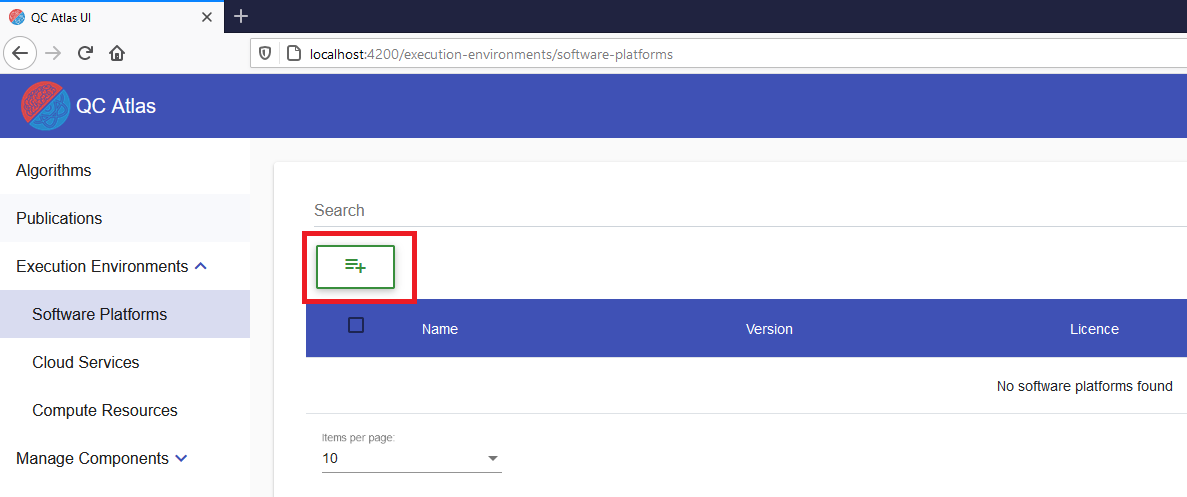 QC Atlas UI
localhost:4200/execution-environments/software-platforms
QC Atlas
Algorithms
Publications
Execution Environments
Software Platforms
Cloud Services
Compute Resources
Manage Components
Search
Name Version Licence
No software platforms found
Items per page:
10